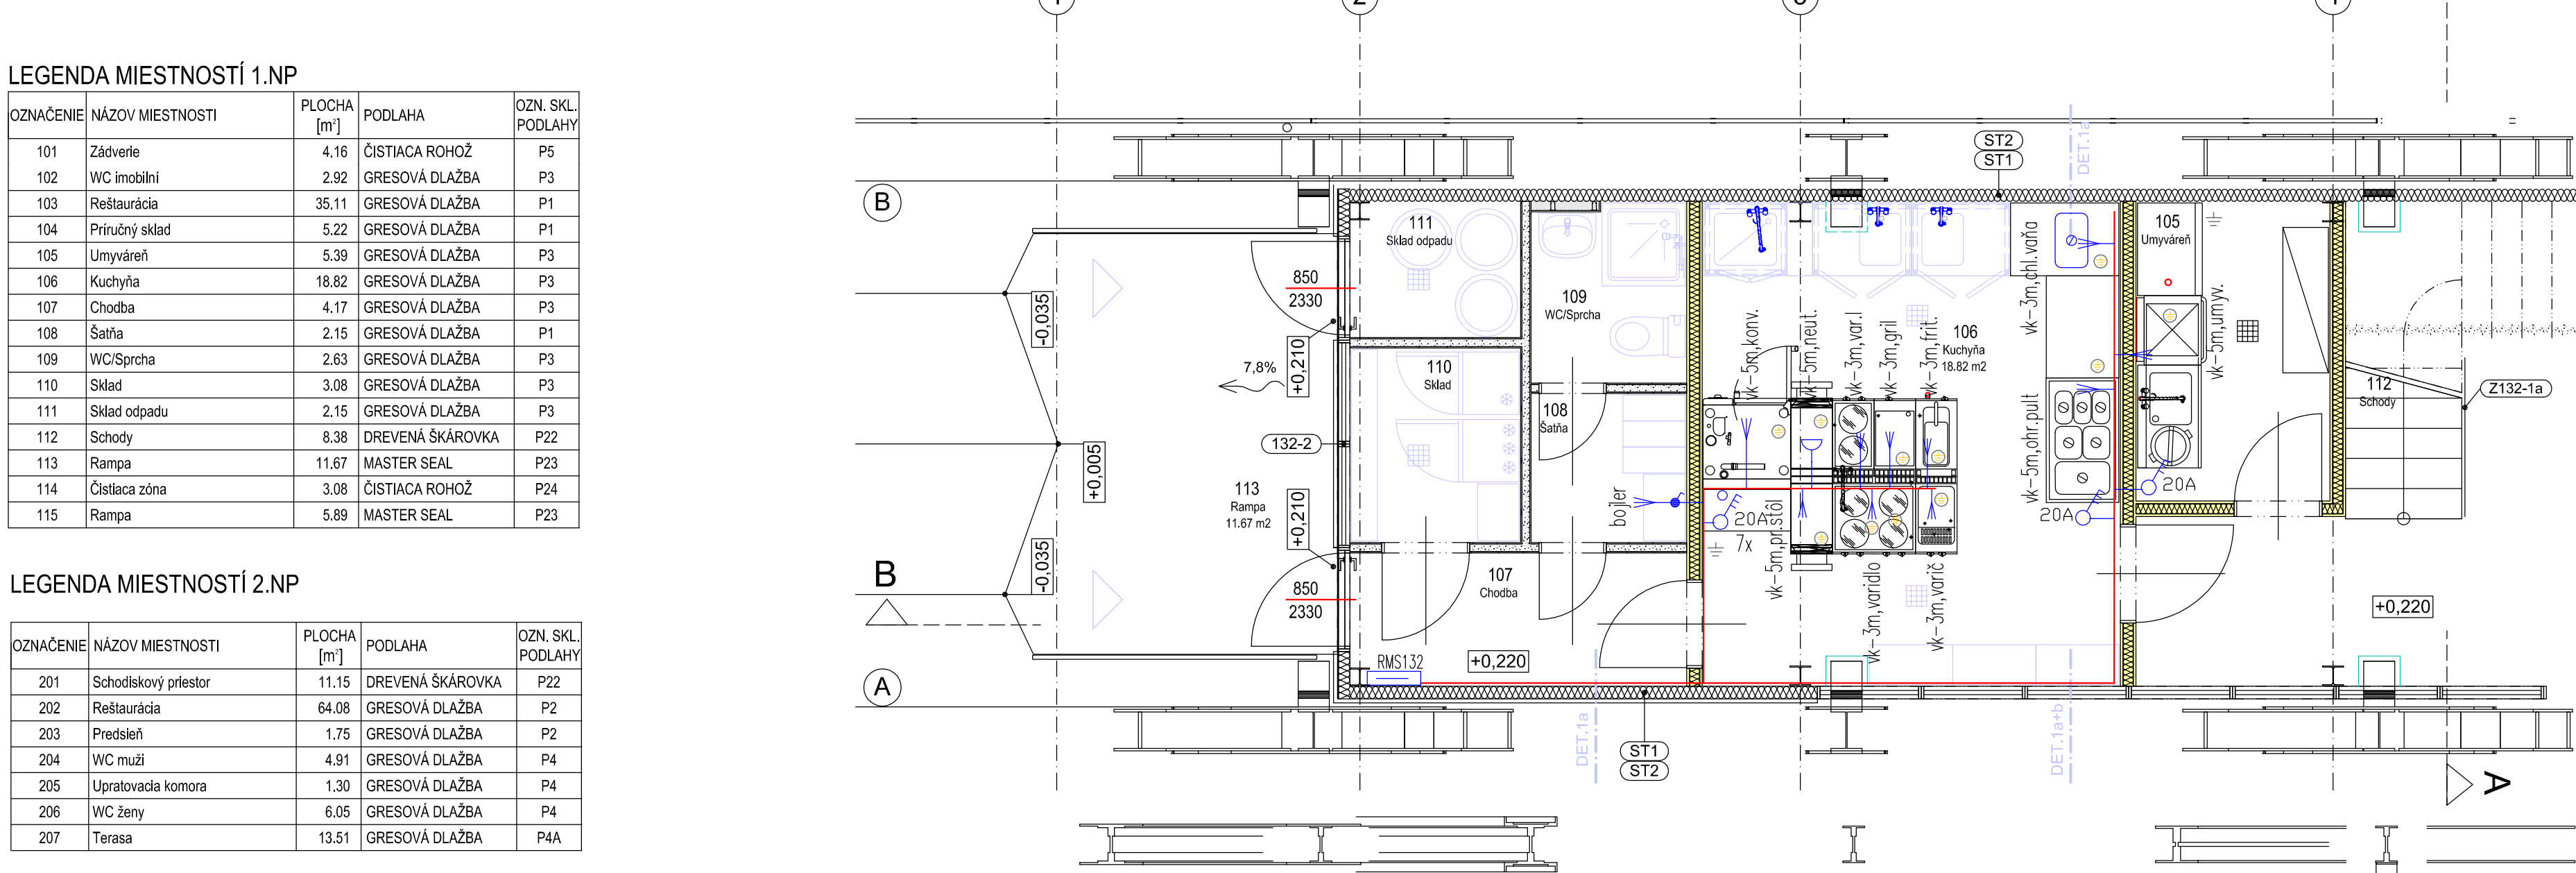 LEGENDA MIESTNOSTÍ 1.NP
OZNAČENIE NÁZOV MIESTNOSTI PLOCHA [m²] PODLAHA OZN. SKL. PODLAHY
101 Zádverie 4.16 ČISTIACA ROHOŽ P5
102 WC imobilní 2.92 GRESOVÁ DLAŽBA P3
103 Reštaurácia 35.11 GRESOVÁ DLAŽBA P1
104 Príručný sklad 5.22 GRESOVÁ DLAŽBA P1
105 Umyváreň 5.39 GRESOVÁ DLAŽBA P3
106 Kuchyňa 18.82 GRESOVÁ DLAŽBA P3
107 Chodba 4.17 GRESOVÁ DLAŽBA P3
108 Šatňa 2.15 GRESOVÁ DLAŽBA P1
109 WC/Sprcha 2.63 GRESOVÁ DLAŽBA P3
110 Sklad 3.08 GRESOVÁ DLAŽBA P3
111 Sklad odpadu 2.15 GRESOVÁ DLAŽBA P3
112 Schody 8.38 DREVENÁ ŠKÁROVKA P22
113 Rampa 11.67 MASTER SEAL P23
114 Čistiaca zóna 3.08 ČISTIACA ROHOŽ P24
115 Rampa 5.89 MASTER SEAL P23
LEGENDA MIESTNOSTÍ 2.NP
OZNAČENIE NÁZOV MIESTNOSTI PLOCHA [m²] PODLAHA OZN. SKL. PODLAHY
201 Schodiskový priestor 11.15 DREVENÁ ŠKÁROVKA P22
202 Reštaurácia 64.08 GRESOVÁ DLAŽBA P2
203 Predsieň 1.75 GRESOVÁ DLAŽBA P2
204 WC muži 4.91 GRESOVÁ DLAŽBA P4
205 Upratovacia komora 1.30 GRESOVÁ DLAŽBA P4
206 WC ženy 6.05 GRESOVÁ DLAŽBA P4
207 Terasa 13.51 GRESOVÁ DLAŽBA P4A
ST2
ST1
DET.1a
B
111
Sklad odpadu
850
2330
-0,035
+0,210
7,8%
109
WC/Sprcha
110
Sklad
108
Šatňa
132-2
+0,005
113
Rampa
11.67 m2
+0,210
-0,035
850
2330
B
A
107
Chodba
RMS132
+0,220
bojler
vk-5m,konv.
vk-5m,neut.
vk-3m,var.l
vk-3m,gril
vk-3m,frit.
106
Kuchyňa
18.82 m2
vk-3m,chl.vaňa
vk-5m,ohr.pult
20A
7x
vk-5m,pr.stôl
vk-3m,varidlo
vk-3m,varič
20A
105
Umyváreň
vk-5m,umyv.
20A
112
Schody
Z132-1a
+0,220
DET.1a
ST1
ST2
DET.1a+b
A